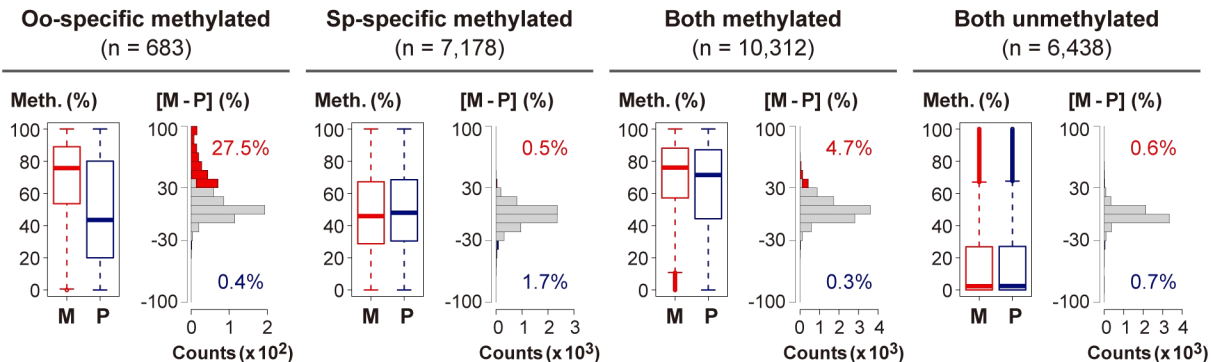 Oo-specific methylated
(n = 683)
Meth. (%)
[M - P] (%)
100
80
60
40
20
0
M
P
100
30
-30
-100
27.5%
0.4%
0
1
2
Counts (x 10²)
Sp-specific methylated
(n = 7,178)
Meth. (%)
[M - P] (%)
100
80
60
40
20
0
M
P
100
30
-30
-100
0.5%
1.7%
0
1
2
3
Counts (x 10³)
Both methylated
(n = 10,312)
Meth. (%)
[M - P] (%)
100
80
60
40
20
0
M
P
100
30
-30
-100
4.7%
0.3%
0
1
2
3
4
Counts (x 10³)
Both unmethylated
(n = 6,438)
Meth. (%)
[M - P] (%)
100
80
60
40
20
0
M
P
100
30
-30
-100
0.6%
0.7%
0
1
2
3
4
Counts (x 10³)